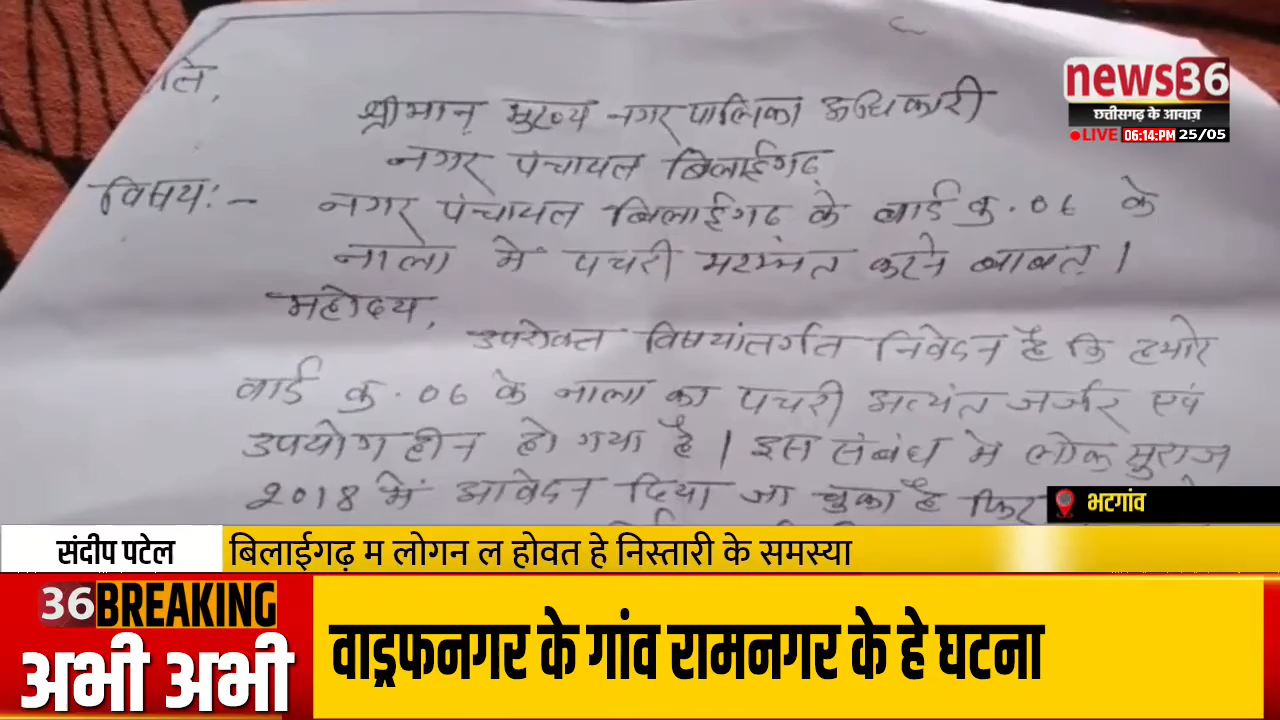 ति,
श्रीमान् मुख्य नगर पालिका अधिकारी
नगर पंचायत बिलाईगढ़
विषय:- नगर पंचायत बिलाईगढ के वार्ड क्र. 06 के
नाला में पचरी मरम्मत करने बाबत् ।
महोदय,
उपरोक्त विषयांतर्गत निवेदन है कि हमारे
वार्ड क्र. 06 के नाला का पचरी अत्यंत जर्जर एवं
उपयोगहीन हो गया है । इस संबंध में लोक सुराज
2018 में आवेदन दिया जा चुका है फिर
news36
छत्तीसगढ़ के आवाज़
LIVE 06:14:PM 25/05
भटगांव
संदीप पटेल
बिलाईगढ़ म लोगन ल होवत हे निस्तारी के समस्या
36 BREAKING
अभी अभी
वाड्रफनगर के गांव रामनगर के हे घटना